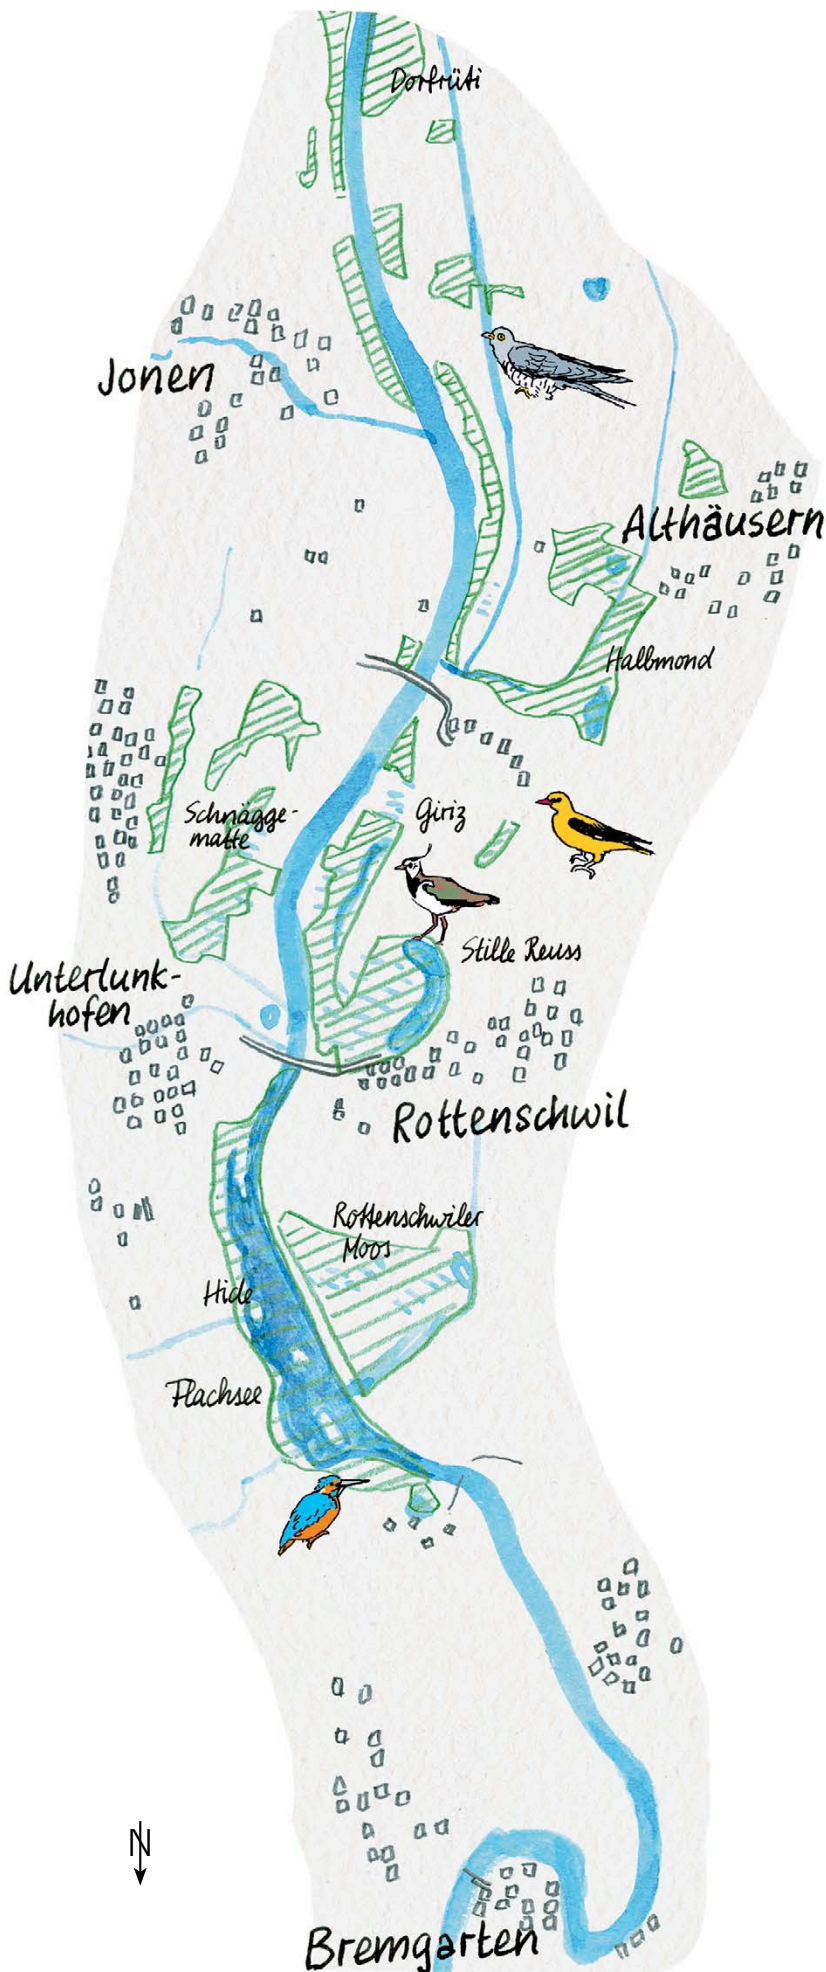 Dorfrüti
Jonen
Althäusern
Halbmond
Schnägge-
matte
Giriz
Stille Reuss
Unterlunk-
hofen
Rottenschwil
Rottenschwiler
Moos
Hide
Flachsee
N
Bremgarten